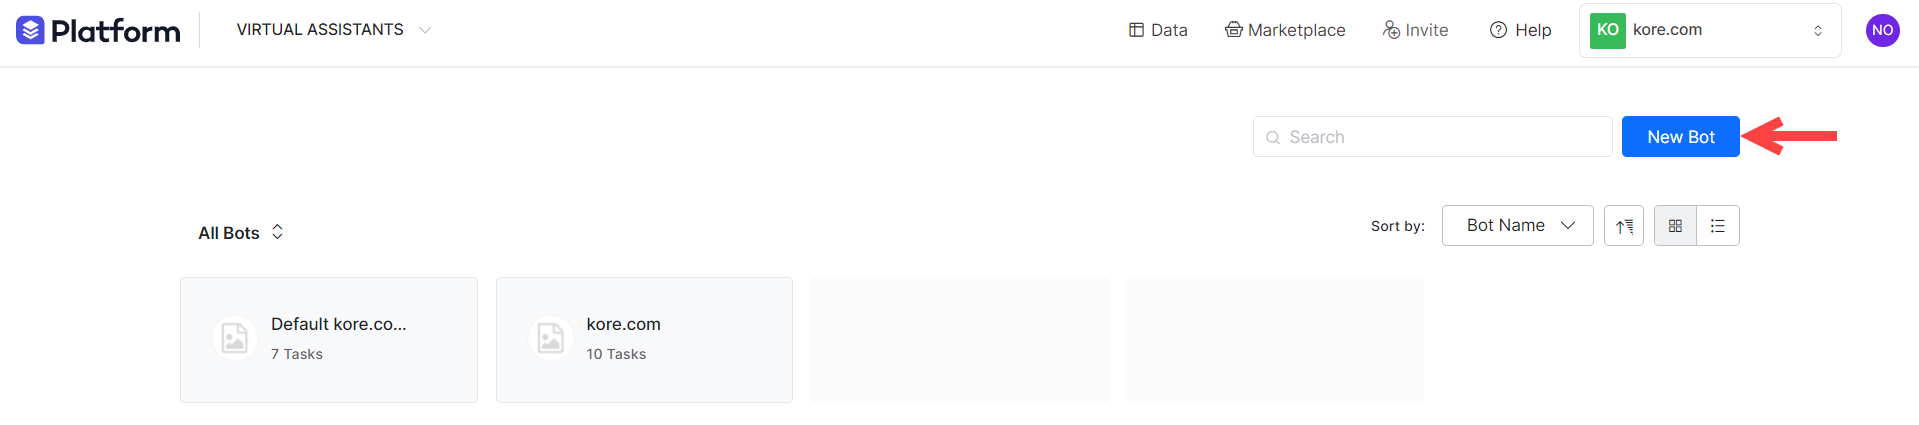 Platform
VIRTUAL ASSISTANTS
Data
Marketplace
Invite
Help
KO
kore.com
NO
Search
New Bot
All Bots
Sort by:
Bot Name
Default kore.co...
7 Tasks
kore.com
10 Tasks